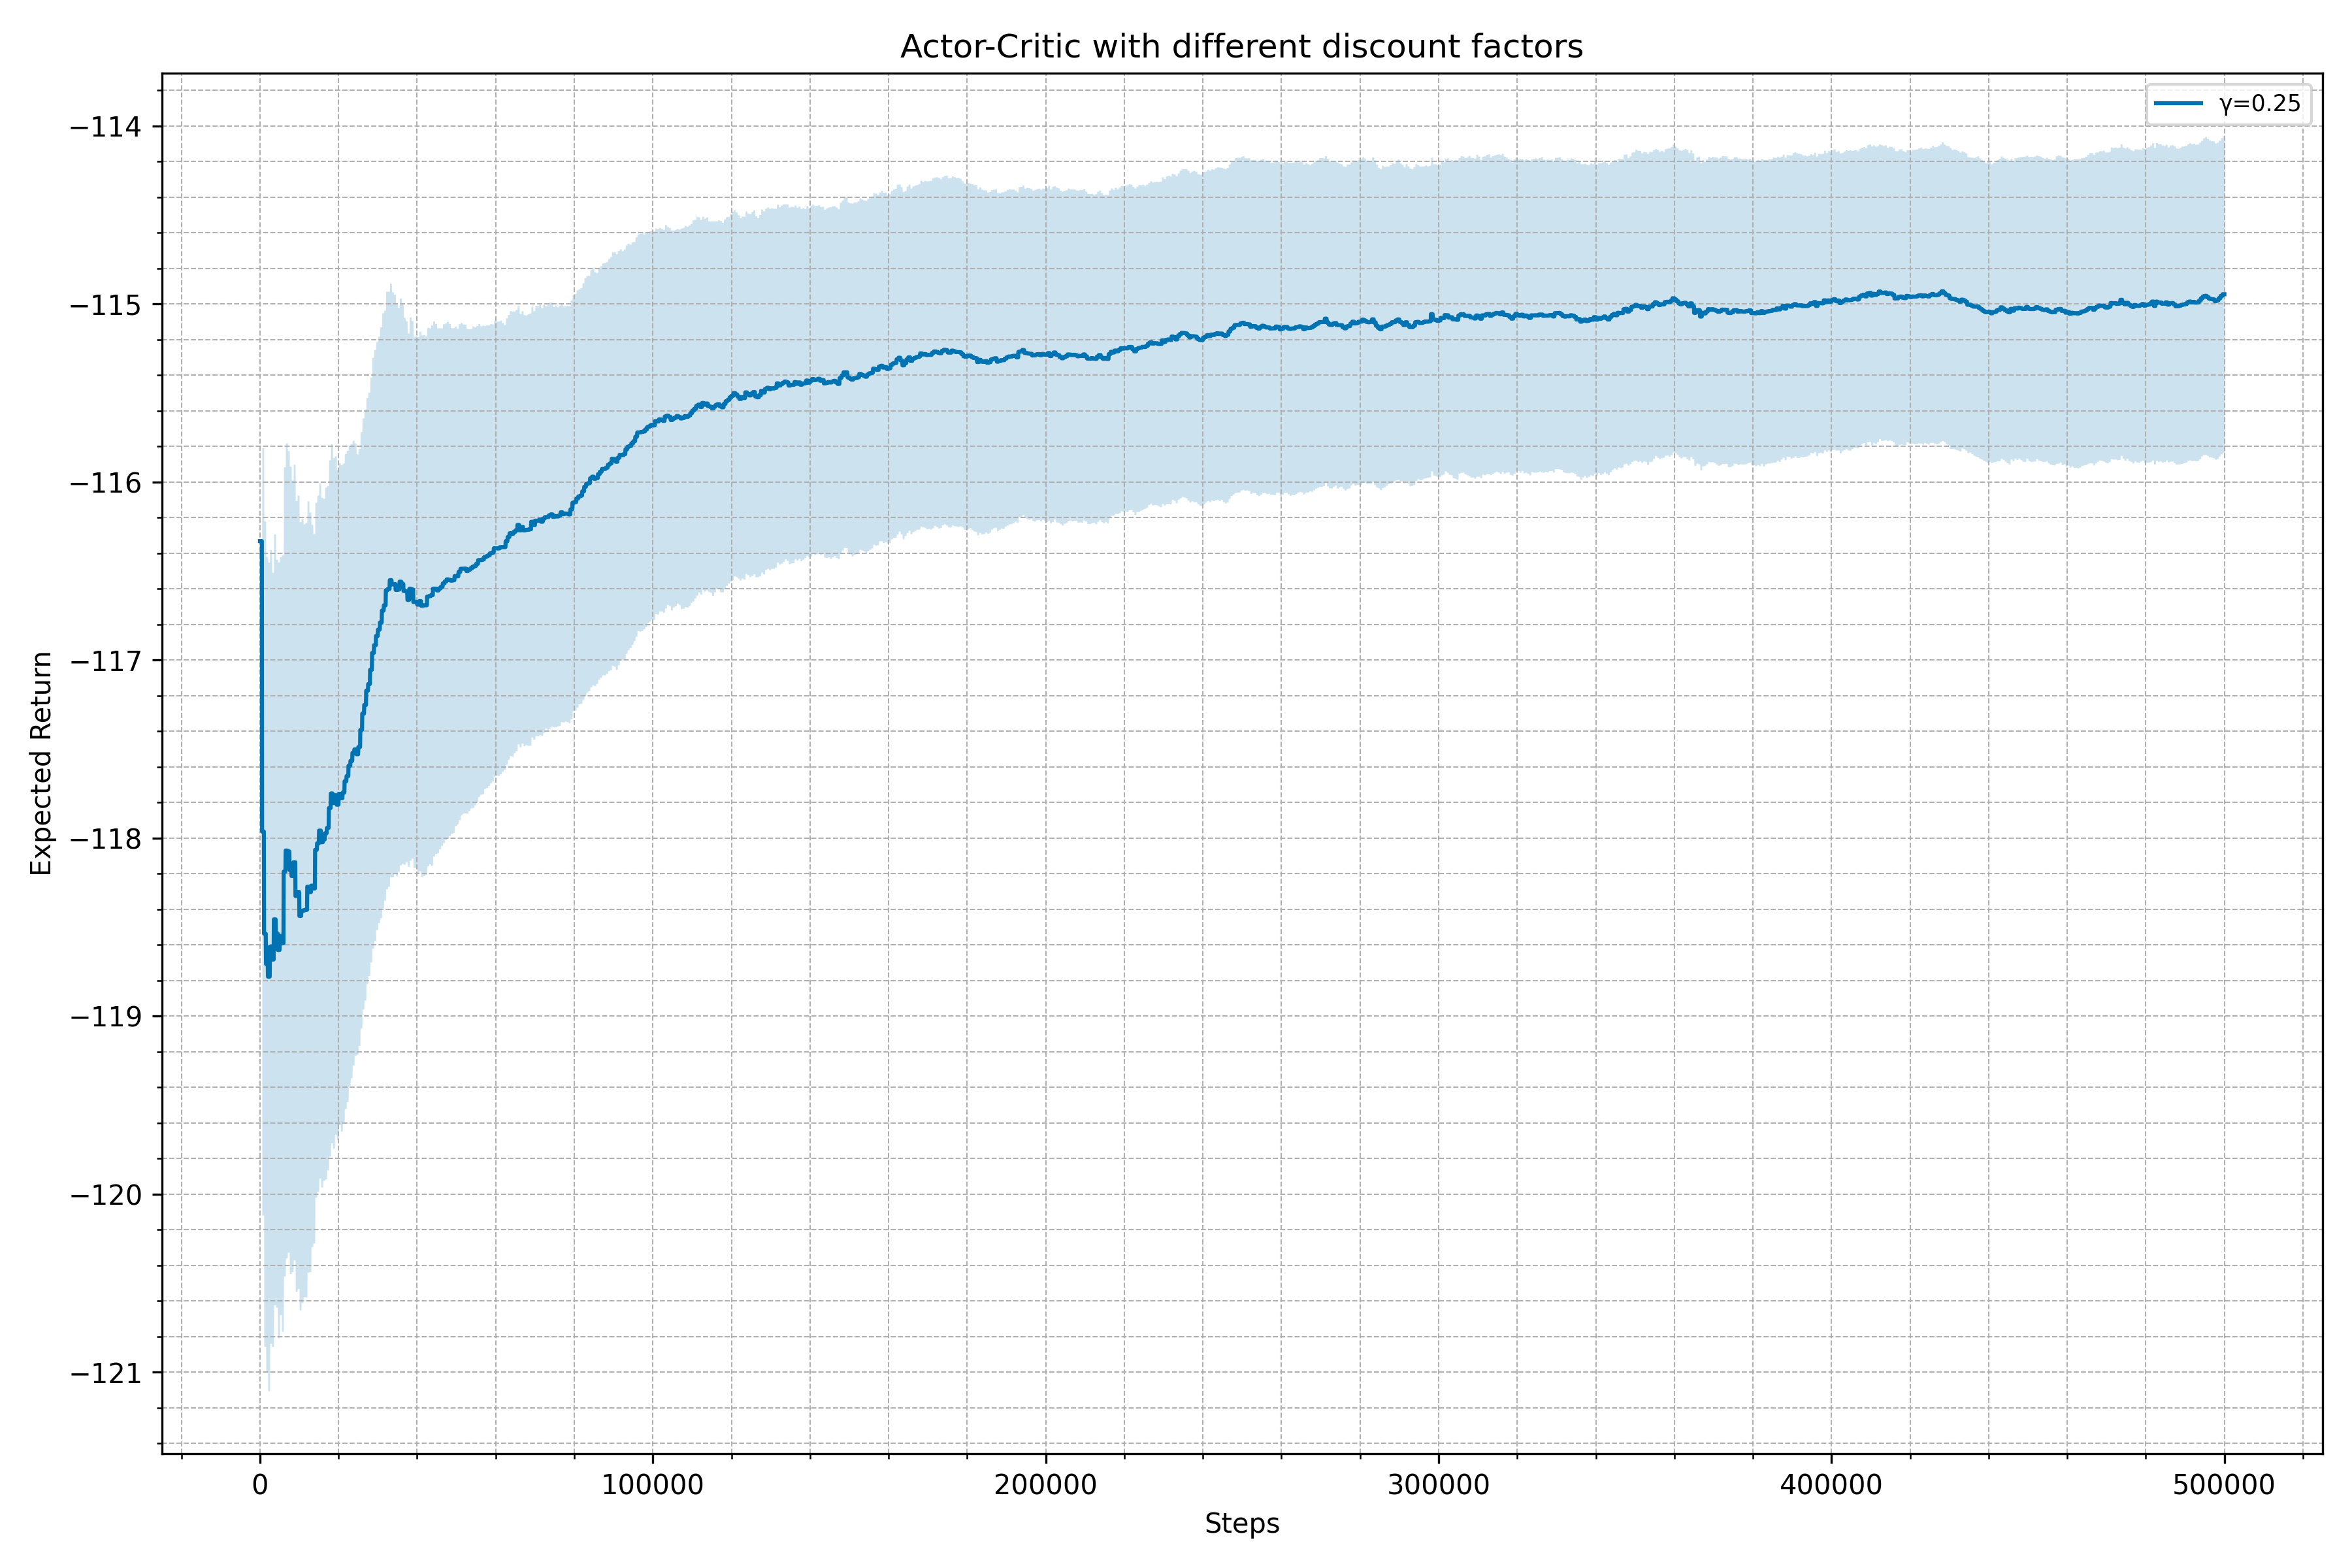 Actor-Critic with different discount factors
γ=0.25
Expected Return
−114
−115
−116
−117
−118
−119
−120
−121
0 100000 200000 300000 400000 500000
Steps